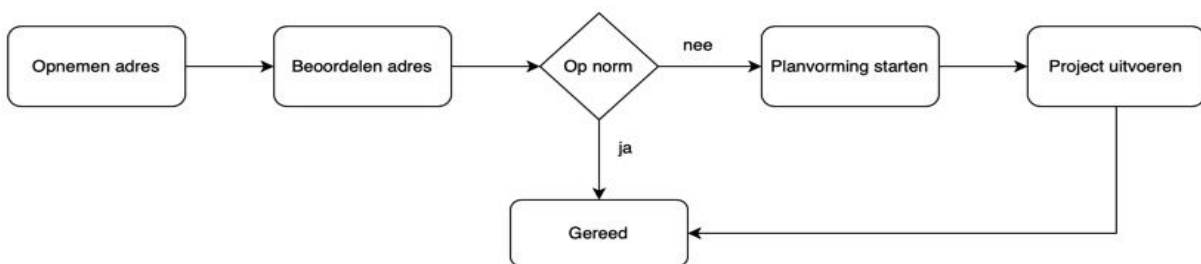 Opnemen adres
Beoordelen adres
Op norm
nee
Planvorming starten
Project uitvoeren
ja
Gereed